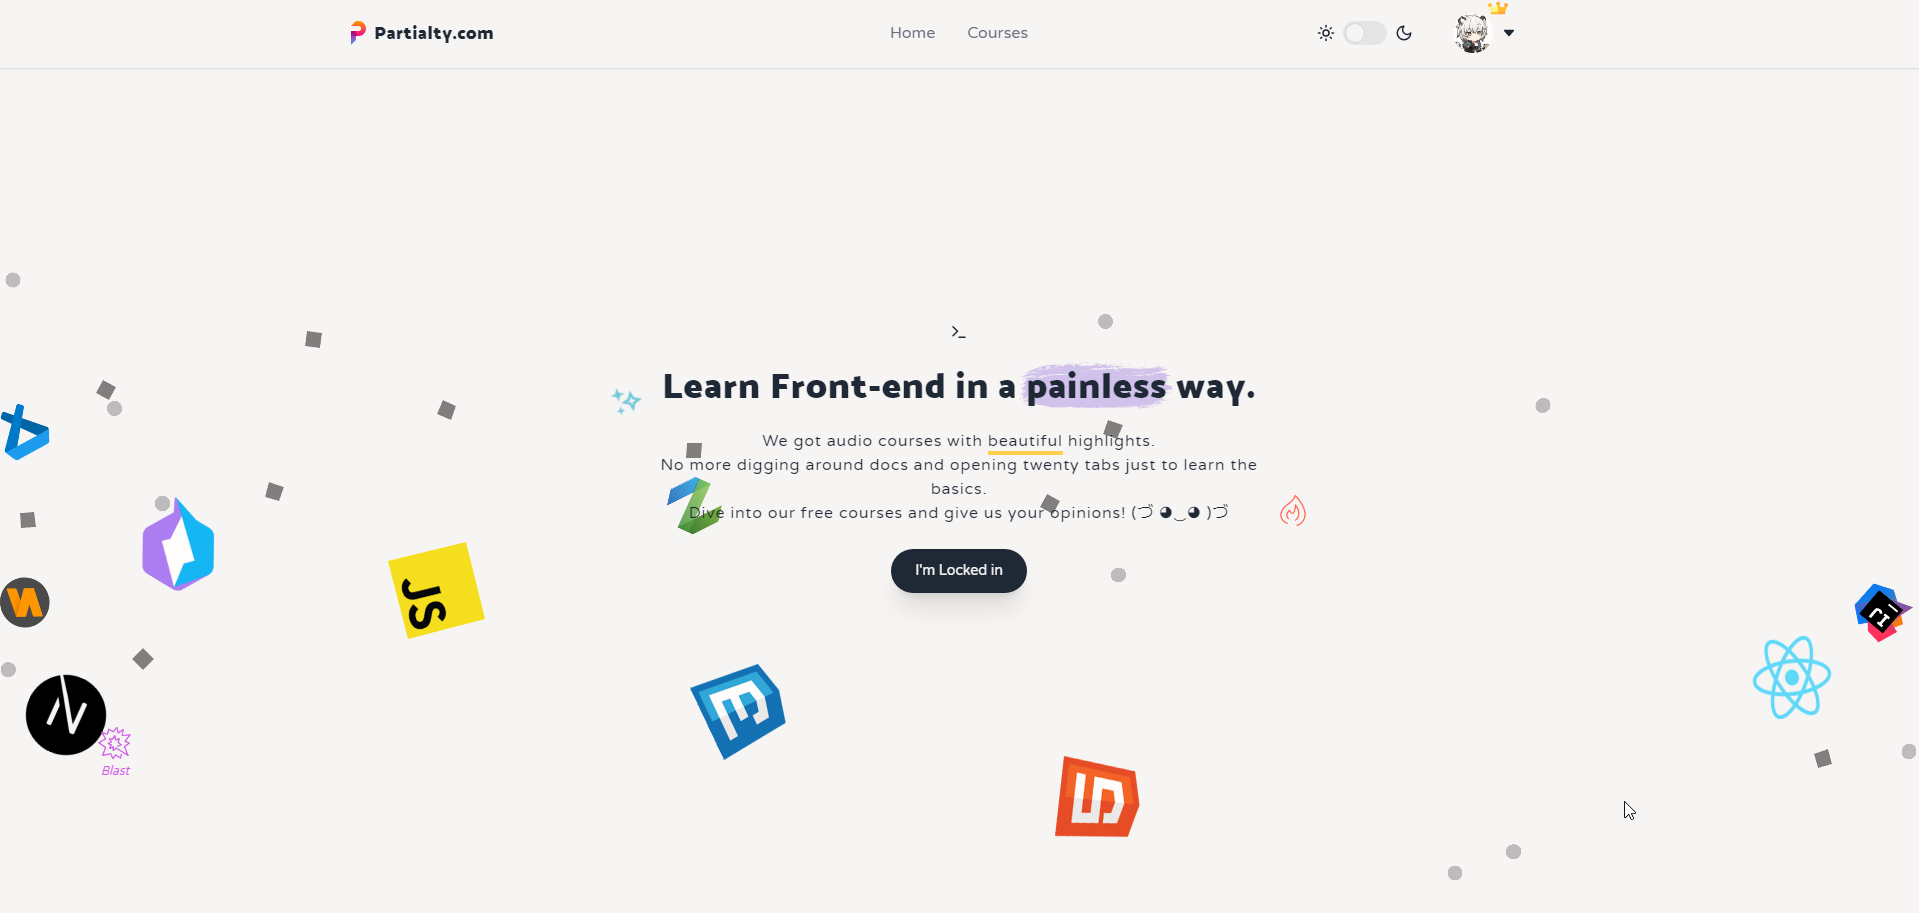 Partialty.com
Home
Courses
Learn Front-end in a painless way.
We got audio courses with beautiful highlights.
No more digging around docs and opening twenty tabs just to learn the
basics.
Dive into our free courses and give us your opinions! (づ ◕‿◕ )づ
I'm Locked in
JS
Blast